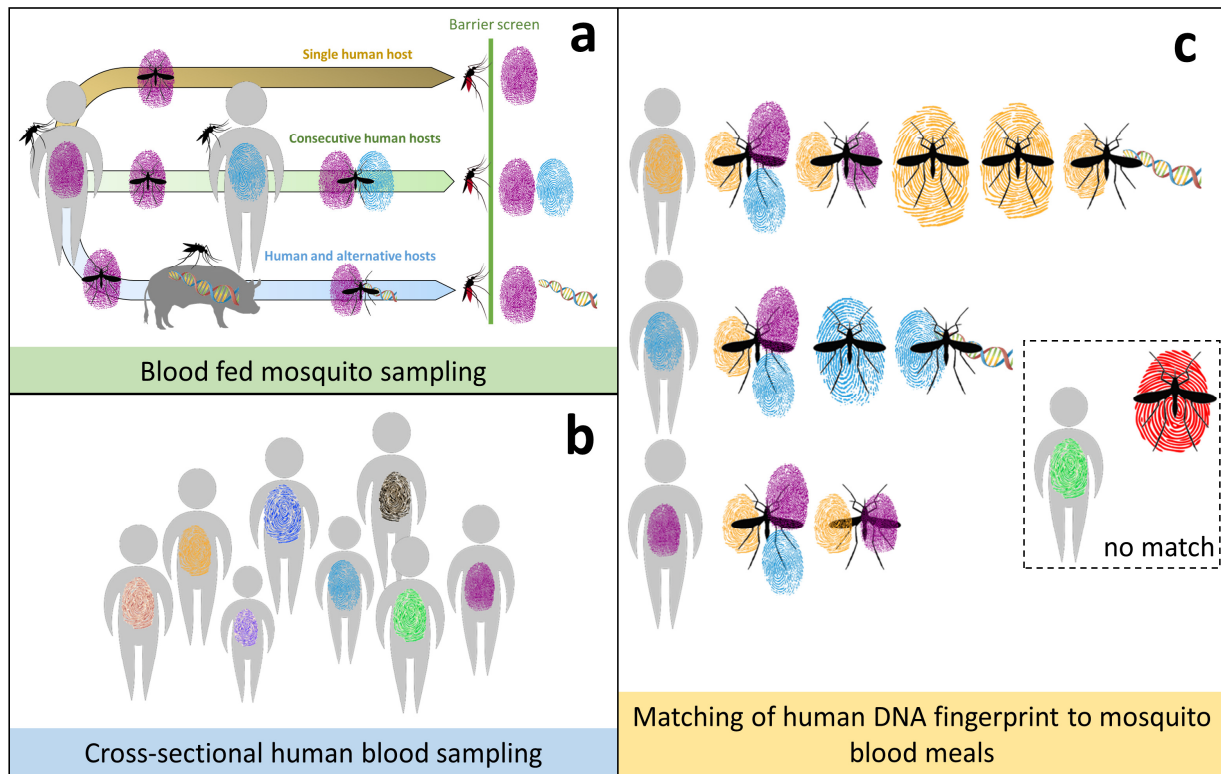 a
Barrier screen
Single human host
Consecutive human hosts
Human and alternative hosts
Blood fed mosquito sampling
b
Cross-sectional human blood sampling
c
no match
Matching of human DNA fingerprint to mosquito
blood meals